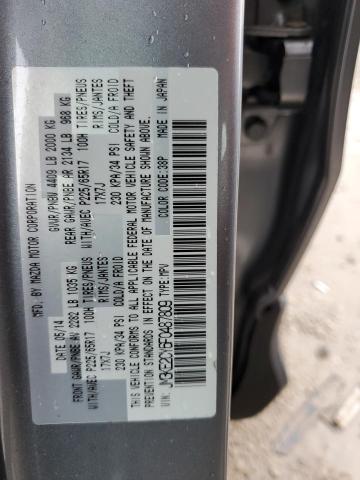 MFD. BY MAZDA MOTOR CORPORATION
DATE: 05/14 GVWR/PNBV 4409 LB 2000 KG
FRONT GAWR/PNBE AV 2282 LB 1035 KG REAR GAWR/PNBE AR 2134 LB 968 KG
WITH/AVEC P225/65R17 100H TIRES/PNEUS WITH/AVEC P225/65R17 100H TIRES/PNEUS
17X7J RIMS/JANTES 17X7J RIMS/JANTES
230 KPA/34 PSI COLD/A FROID 230 KPA/34 PSI COLD/A FROID
THIS VEHICLE CONFORMS TO ALL APPLICABLE FEDERAL MOTOR VEHICLE SAFETY AND THEFT
PREVENTION STANDARDS IN EFFECT ON THE DATE OF MANUFACTURE SHOWN ABOVE.
TYPE: MPV COLOR CODE: 38P MADE IN JAPAN